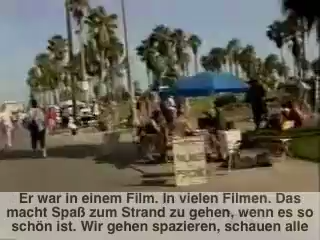 Er war in einem Film. In vielen Filmen. Das
macht Spaß zum Strand zu gehen, wenn es so
schön ist. Wir gehen spazieren, schauen alle